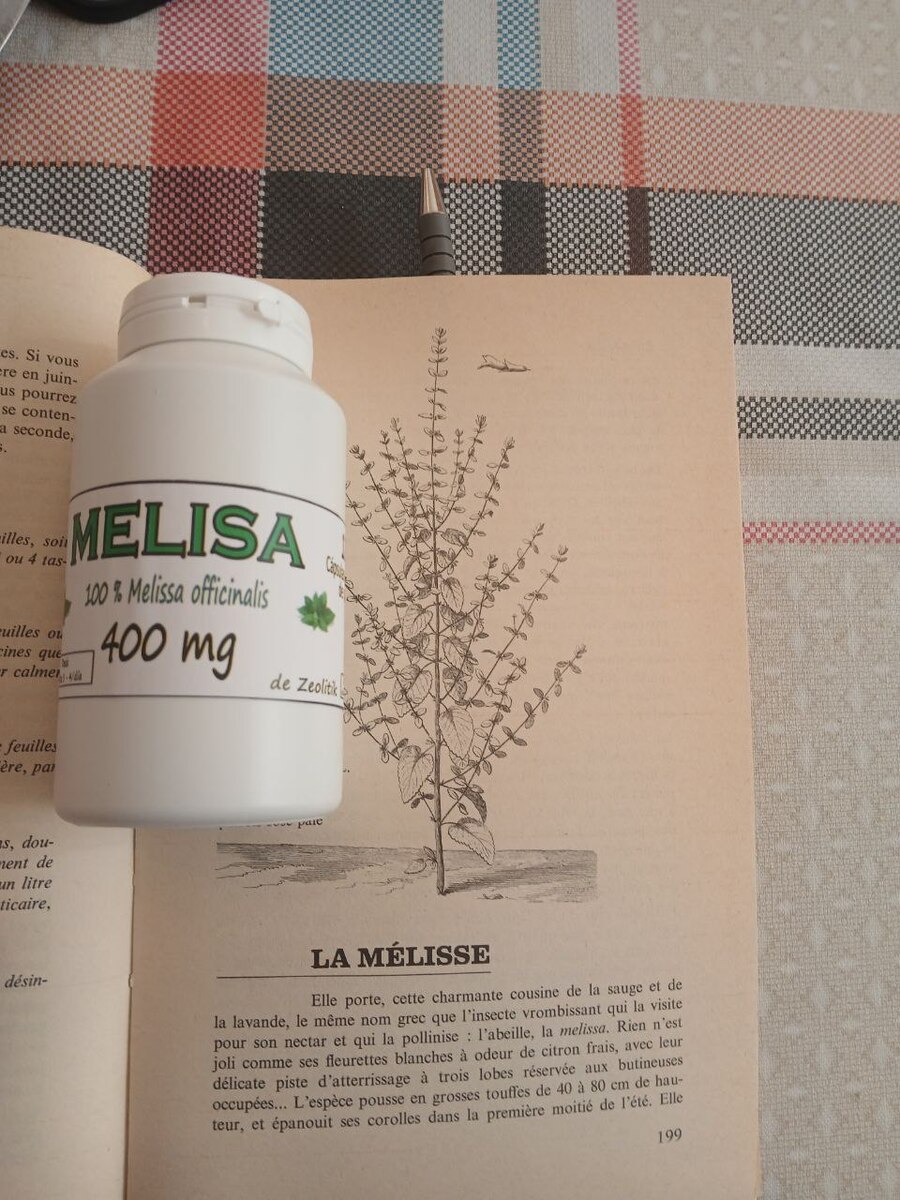 es. Si vous
ère en juin-
us pourrez
se conten-
a seconde,
s.
illes, soit
ou 4 tas-
euilles ou
cines que
r calmer
feuilles
ère, par
s, dou-
ment de
un litre
ticaire,
désin-
MELISA
100 % Melissa officinalis
400 mg
de Zeolitik
LA MÉLISSE
Elle porte, cette charmante cousine de la sauge et de
la lavande, le même nom grec que l'insecte vrombissant qui la visite
pour son nectar et qui la pollinise : l'abeille, la melissa. Rien n'est
joli comme ses fleurettes blanches à odeur de citron frais, avec leur
délicate piste d'atterrissage à trois lobes réservée aux butineuses
occupées... L'espèce pousse en grosses touffes de 40 à 80 cm de hau-
teur, et épanouit ses corolles dans la première moitié de l'été. Elle
199